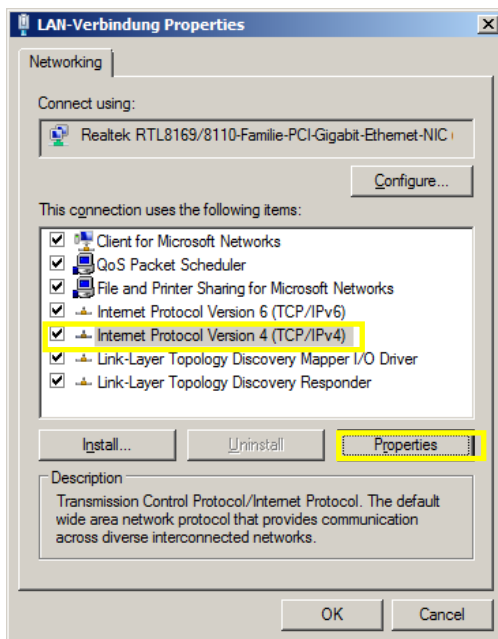 LAN-Verbindung Properties
Networking
Connect using:
Realtek RTL8169/8110-Familie-PCI-Gigabit-Ethernet-NIC (
Configure...
This connection uses the following items:
Client for Microsoft Networks
QoS Packet Scheduler
File and Printer Sharing for Microsoft Networks
Internet Protocol Version 6 (TCP/IPv6)
Internet Protocol Version 4 (TCP/IPv4)
Link-Layer Topology Discovery Mapper I/O Driver
Link-Layer Topology Discovery Responder
Install...
Uninstall
Properties
Description
Transmission Control Protocol/Internet Protocol. The default
wide area network protocol that provides communication
across diverse interconnected networks.
OK
Cancel